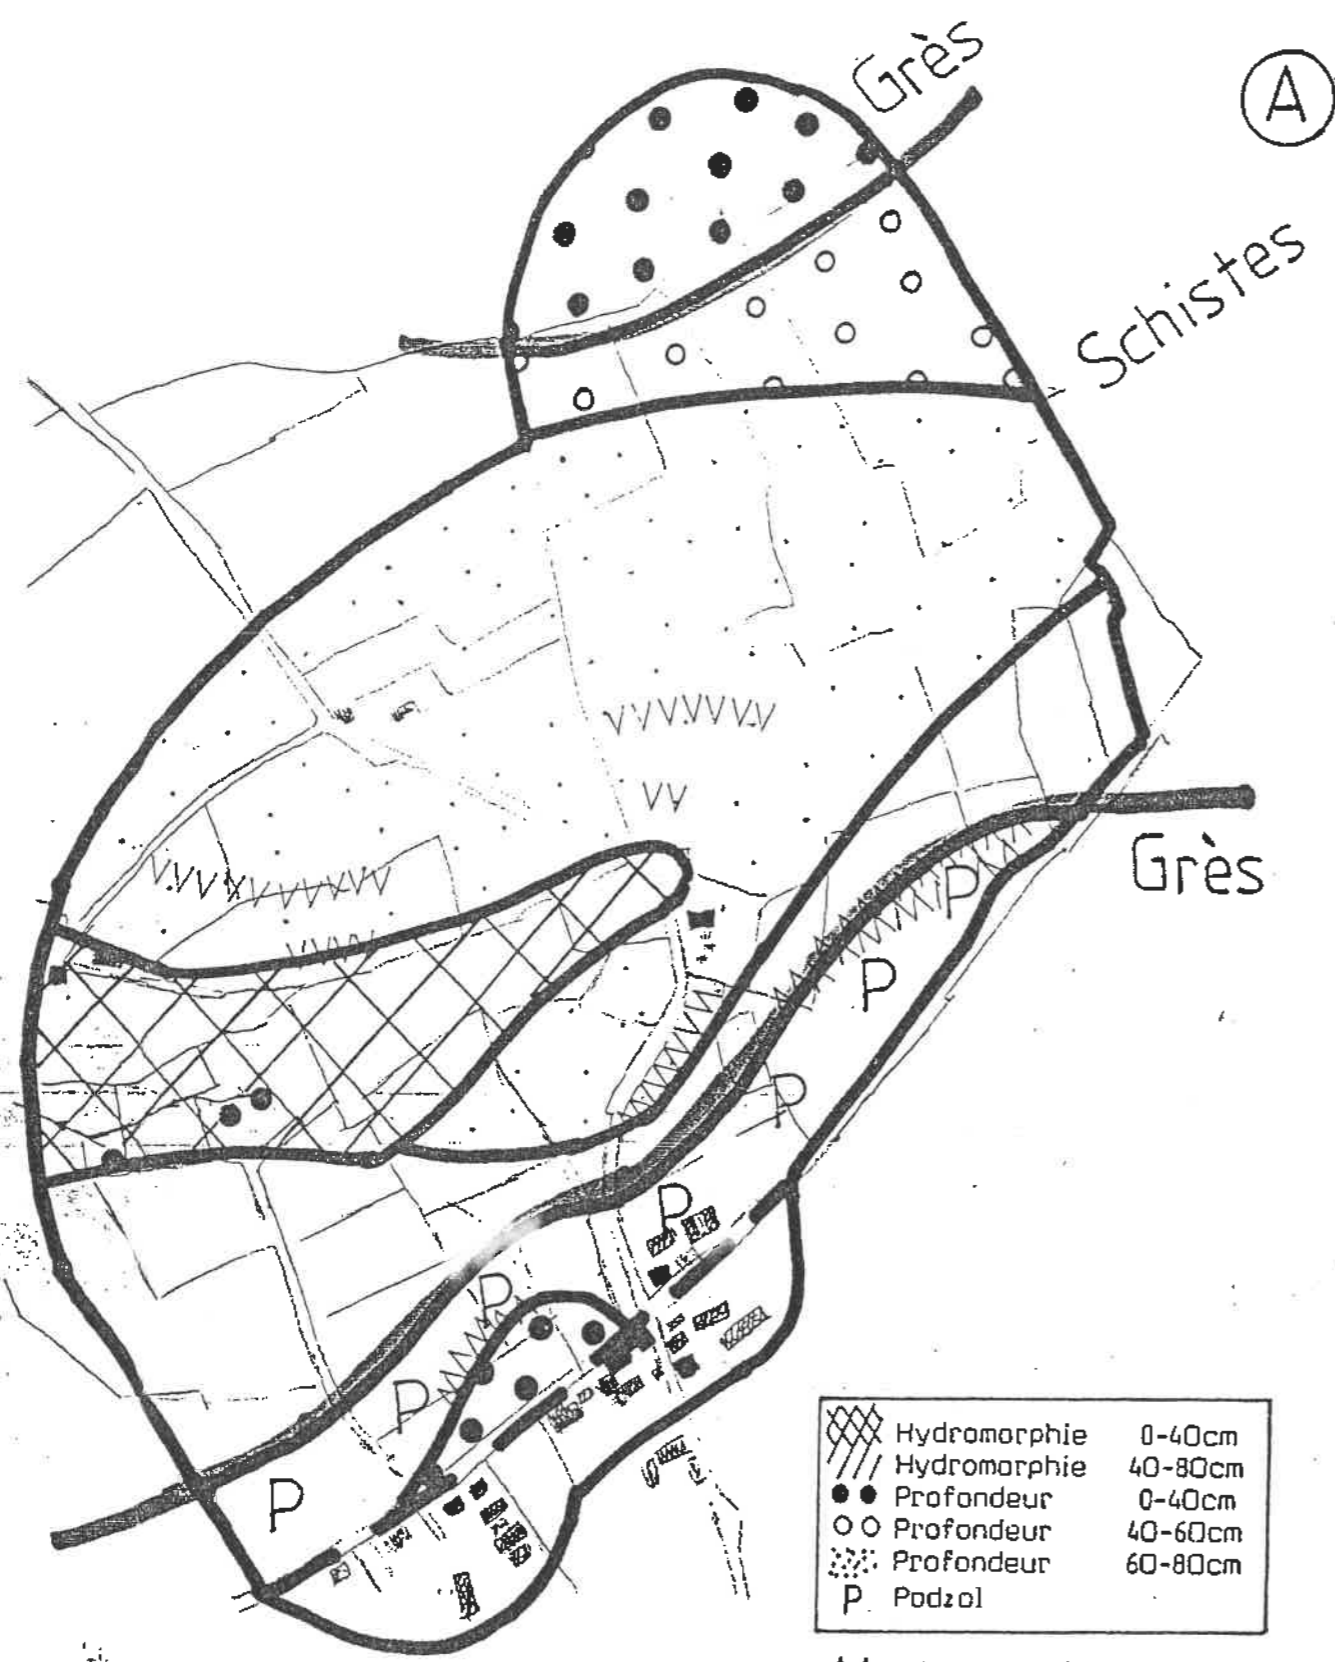 Grès
A
Schistes
Grès
P
P
P
P
P
P
P
Hydromorphie 0-40cm
Hydromorphie 40-80cm
Profondeur 0-40cm
Profondeur 40-60cm
Profondeur 60-80cm
P Podzol